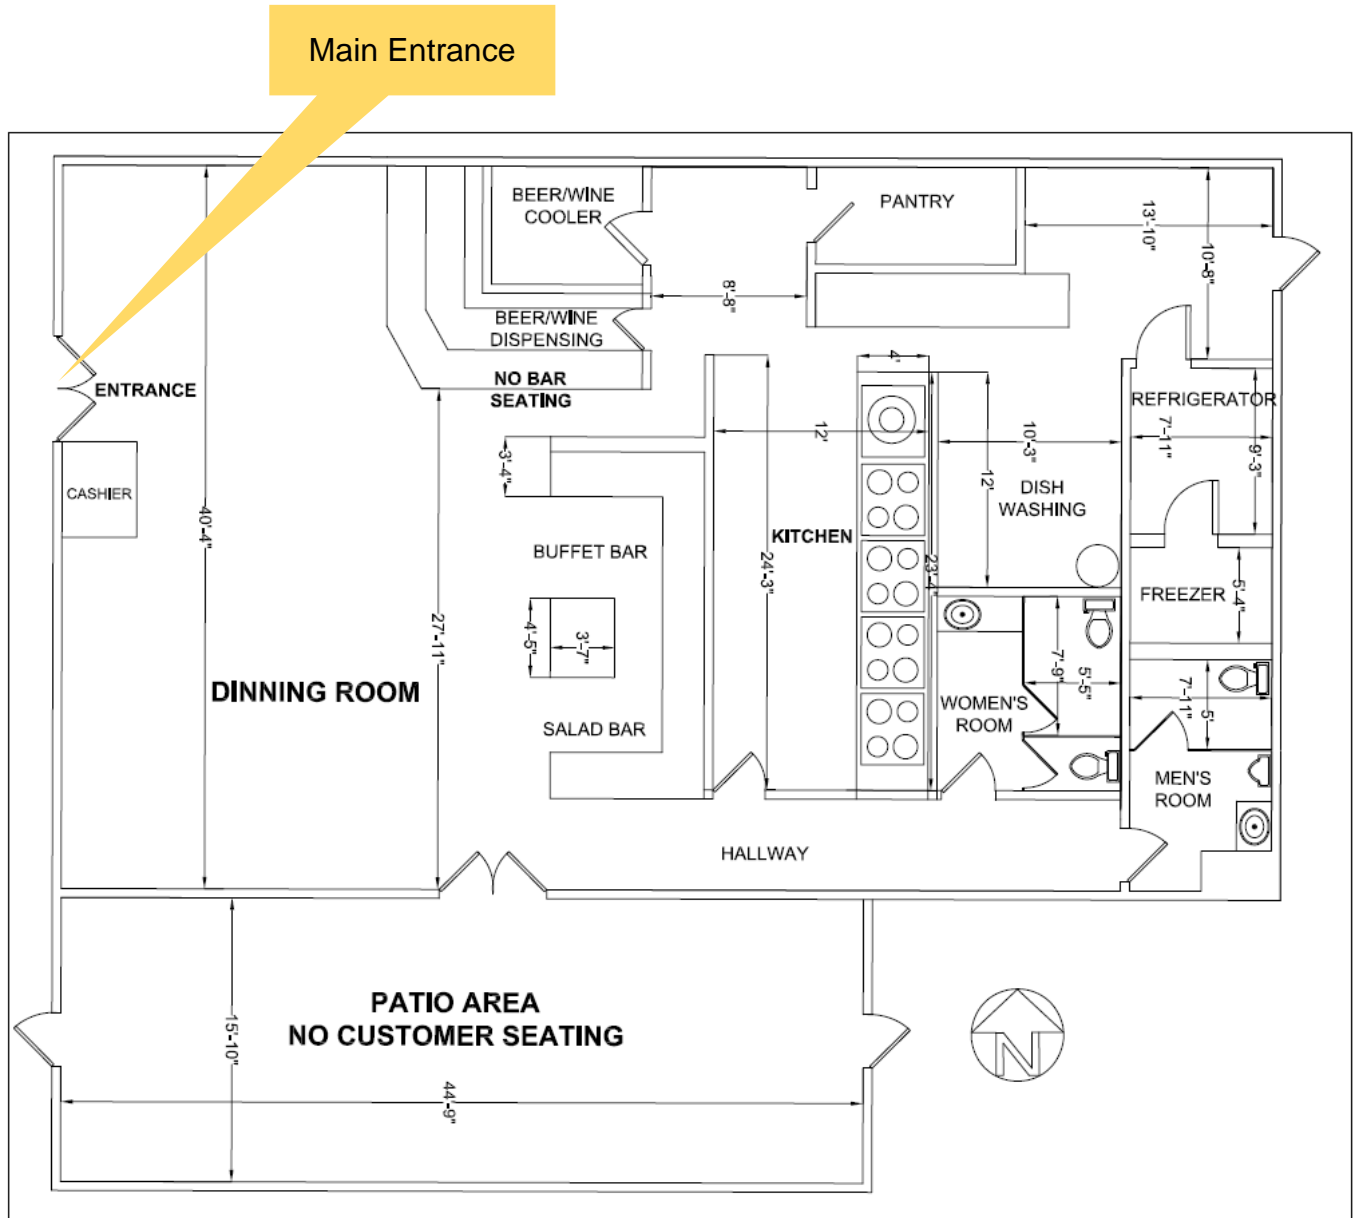 Main Entrance
BEER/WINE
COOLER
PANTRY
13'-10"
10'-8"
8'-8"
BEER/WINE
DISPENSING
NO BAR
SEATING
ENTRANCE
4'
REFRIGERATOR
7'-11"
9'-3"
12'
10'-3"
12'
3'-4"
CASHIER
DISH
WASHING
40'-4"
KITCHEN
BUFFET BAR
24'-3"
FREEZER
5'-4"
27'-11"
4'-5"
3'-7"
7'-9"
5'-5"
DINNING ROOM
WOMEN'S
ROOM
7'-11"
5'
SALAD BAR
MEN'S
ROOM
HALLWAY
PATIO AREA
NO CUSTOMER SEATING
15'-10"
44'-9"
N